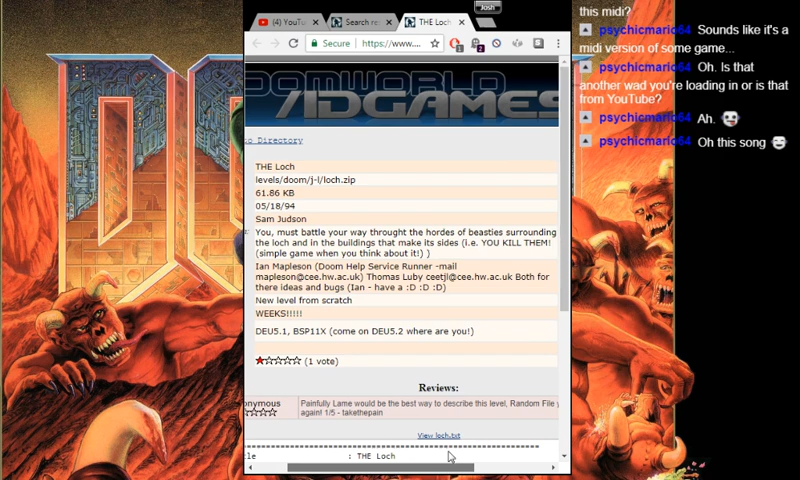 Josh
(4) YouTu
Search re
THE Loch
Secure
https://www....
1
2
DOOMWORLD
/IDGAMES
to Directory
THE Loch
levels/doom/j-l/loch.zip
61.86 KB
05/18/94
Sam Judson
You, must battle your way throught the hordes of beasties surrounding
the loch and in the buildings that make its sides (i.e. YOU KILL THEM!
(simple game when you think about it!) )
Ian Mapleson (Doom Help Service Runner -mail
mapleson@cee.hw.ac.uk) Thomas Luby ceetjl@cee.hw.ac.uk Both for
there ideas and bugs (Ian - have a :D :D :D)
New level from scratch
WEEKS!!!!!
DEU5.1, BSP11X (come on DEU5.2 where are you!)
(1 vote)
Reviews:
onymous
Painfully Lame would be the best way to describe this level, Random File y
again! 1/5 - takethepain
View loch.txt
================================================
tle : THE Loch
this midi?
psychicmario64 Sounds like it's a
midi version of some game...
psychicmario64 Oh. Is that
another wad you're loading in or is that
from YouTube?
psychicmario64 Ah.
psychicmario64 Oh this song